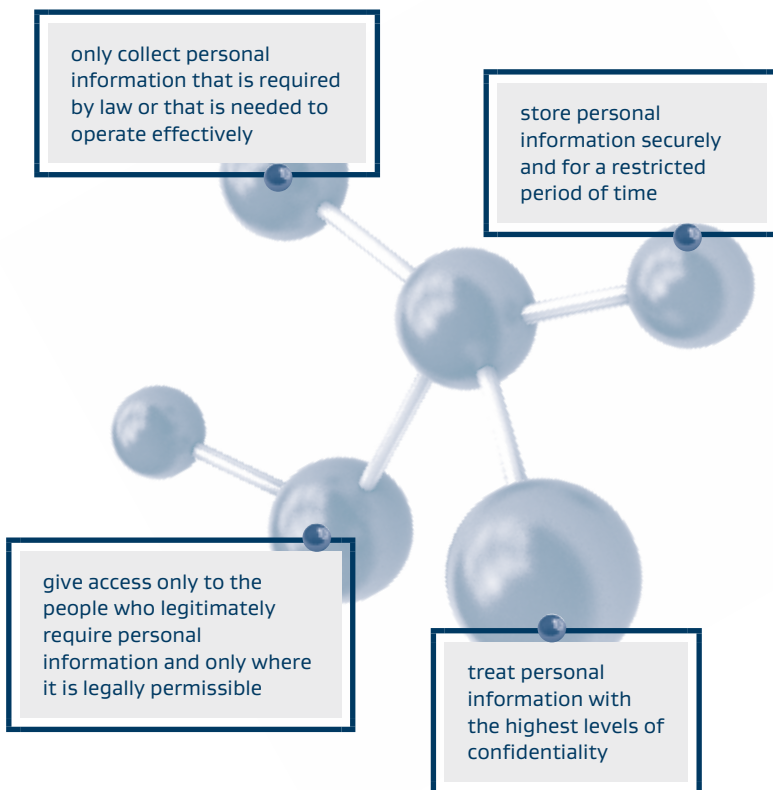 only collect personal
information that is required
by law or that is needed to
operate effectively
store personal
information securely
and for a restricted
period of time
give access only to the
people who legitimately
require personal
information and only where
it is legally permissible
treat personal
information with
the highest levels of
confidentiality